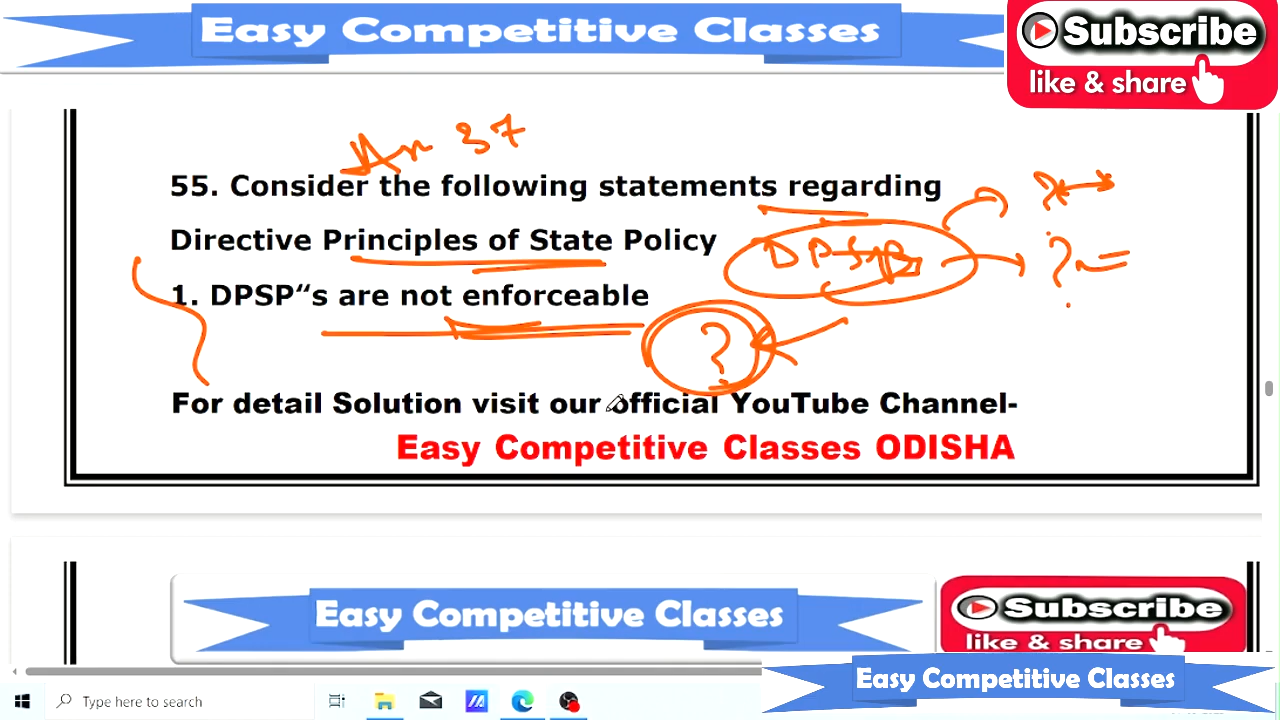 Easy Competitive Classes
Subscribe
like & share
Ar 37
55. Consider the following statements regarding
Directive Principles of State Policy
DPSP
?
?
1. DPSP“s are not enforceable
?
For detail Solution visit our official YouTube Channel-
Easy Competitive Classes ODISHA
Easy Competitive Classes
Subscribe
like & share
Easy Competitive Classes
Type here to search